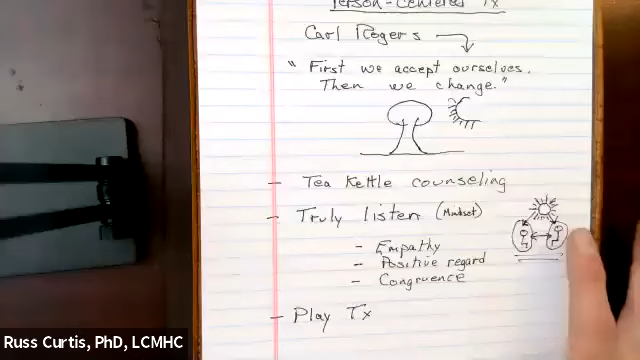 Person-Centered Tx
Carl Rogers
" First we accept ourselves.
Then we change."
- Tea Kettle counseling
- Truly listen (Mindset)
- Empathy
- Positive regard
- Congruence
- Play Tx
Russ Curtis, PhD, LCMHC